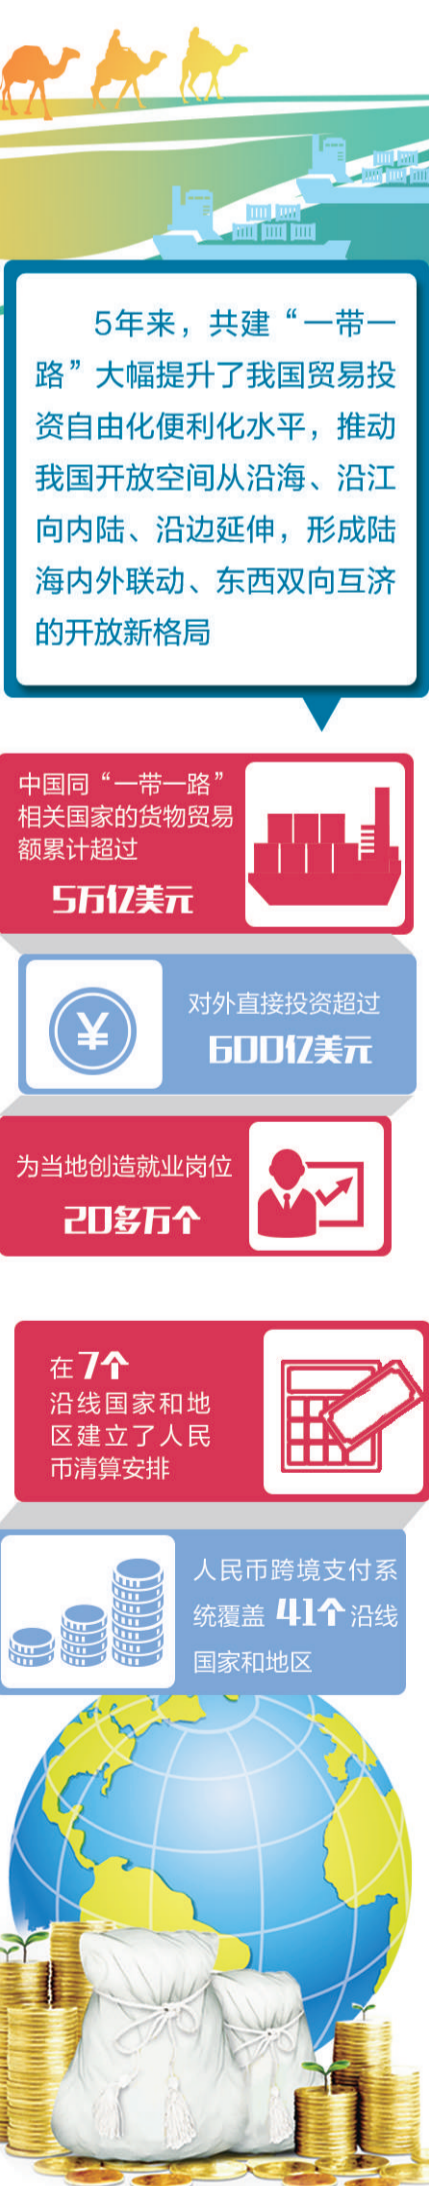 5年来，共建“一带一
路”大幅提升了我国贸易投
资自由化便利化水平，推动
我国开放空间从沿海、沿江
向内陆、沿边延伸，形成陆
海内外联动、东西双向互济
的开放新格局
中国同“一带一路”
相关国家的货物贸易
额累计超过
5万亿美元
¥
对外直接投资超过
600亿美元
为当地创造就业岗位
20多万个
在7个
沿线国家和地
区建立了人民
币清算安排
人民币跨境支付系
统覆盖 41个 沿线
国家和地区